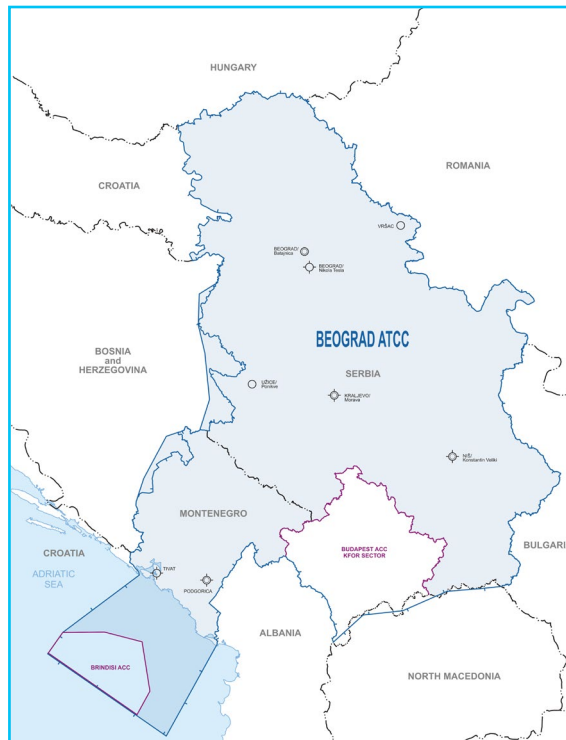 HUNGARY
ROMANIA
CROATIA
VRŠAC
BEOGRAD/
Batajnica
BEOGRAD/
Nikola Tesla
BEOGRAD ATCC
BOSNIA
and
HERZEGOVINA
SERBIA
UŽICE/
Ponikve
KRALJEVO/
Morava
NIŠ/
Konstantin Veliki
MONTENEGRO
BUDAPEST ACC
KFOR SECTOR
BULGARI
CROATIA
ADRIATIC
SEA
TIVAT
PODGORICA
ALBANIA
BRINDISI ACC
NORTH MACEDONIA